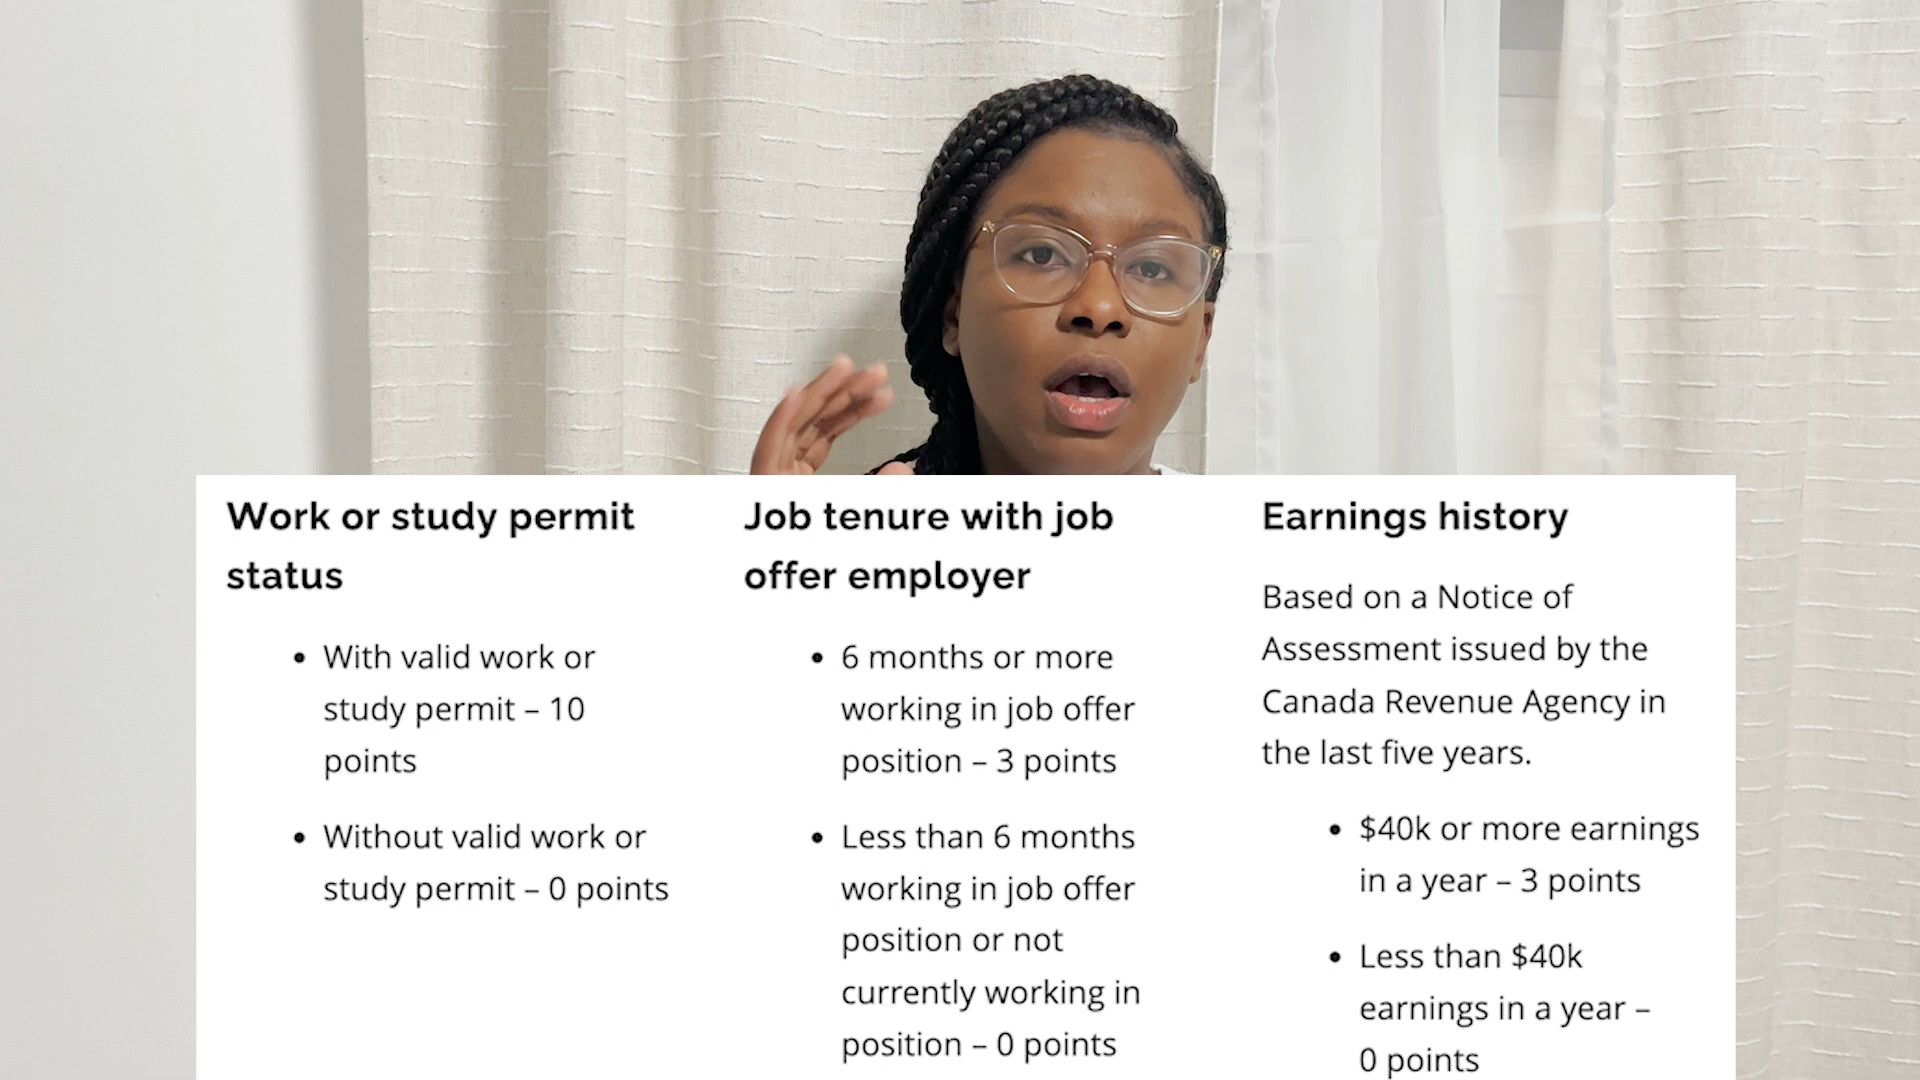 Work or study permit
status
With valid work or
study permit – 10
points
Without valid work or
study permit – 0 points
Job tenure with job
offer employer
6 months or more
working in job offer
position – 3 points
Less than 6 months
working in job offer
position or not
currently working in
position – 0 points
Earnings history
Based on a Notice of
Assessment issued by the
Canada Revenue Agency in
the last five years.
$40k or more earnings
in a year – 3 points
Less than $40k
earnings in a year –
0 points